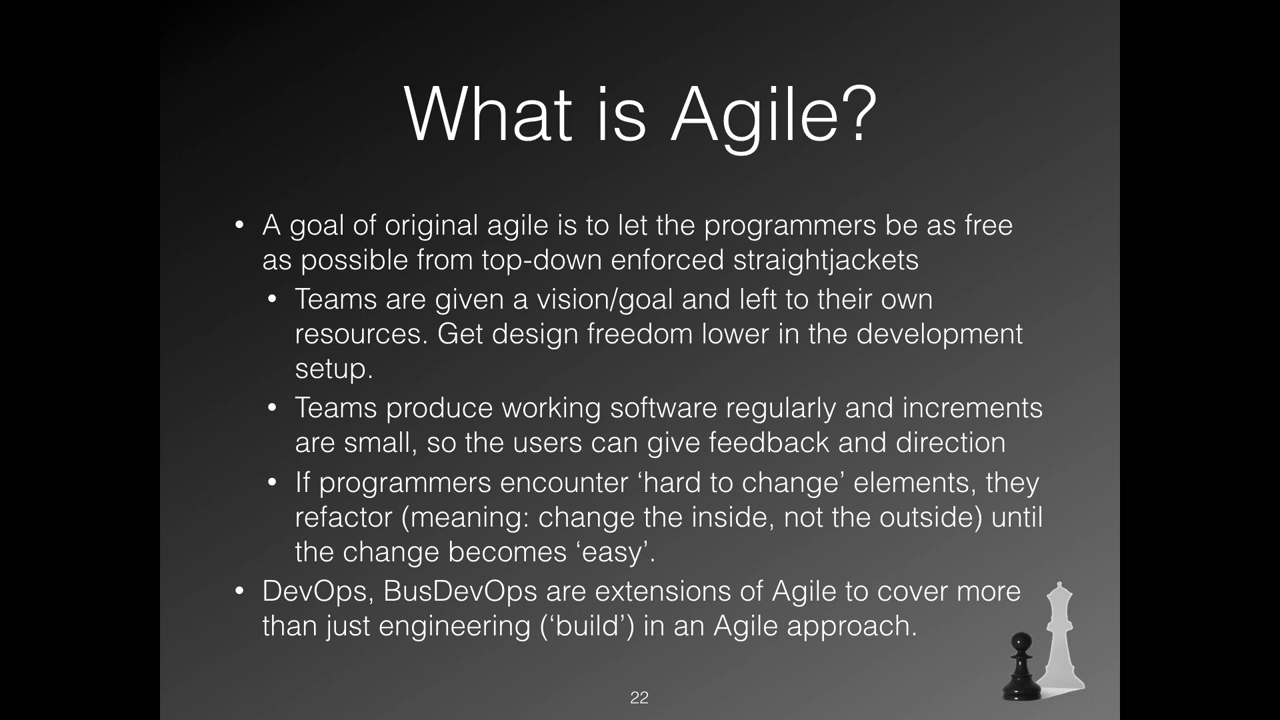 What is Agile?
• A goal of original agile is to let the programmers be as free
as possible from top-down enforced straightjackets
• Teams are given a vision/goal and left to their own
resources. Get design freedom lower in the development
setup.
• Teams produce working software regularly and increments
are small, so the users can give feedback and direction
• If programmers encounter ‘hard to change’ elements, they
refactor (meaning: change the inside, not the outside) until
the change becomes ‘easy’.
• DevOps, BusDevOps are extensions of Agile to cover more
than just engineering (‘build’) in an Agile approach.
22